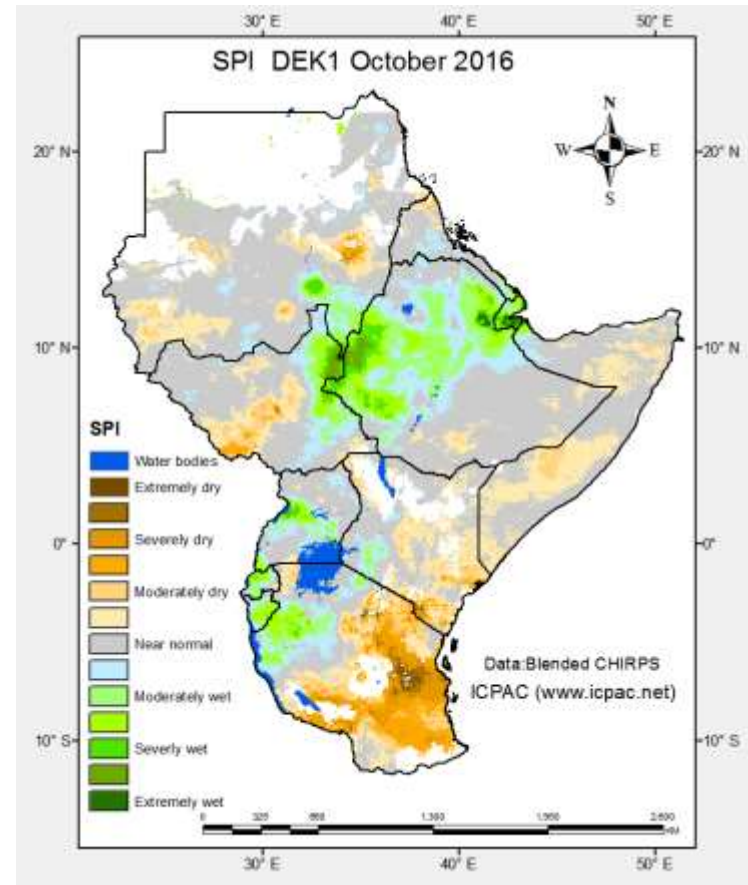 30° E 40° E 50° E
SPI DEK1 October 2016
N
W E
S
20° N 20° N
10° N 10° N
0° 0°
10° S 10° S
SPI
Water bodies
Extremely dry
Severely dry
Moderately dry
Near normal
Moderately wet
Severly wet
Extremely wet
Data:Blended CHIRPS
ICPAC (www.icpac.net)
0 325 650 1,300 1,950 2,600
KM
30° E 40° E 50° E